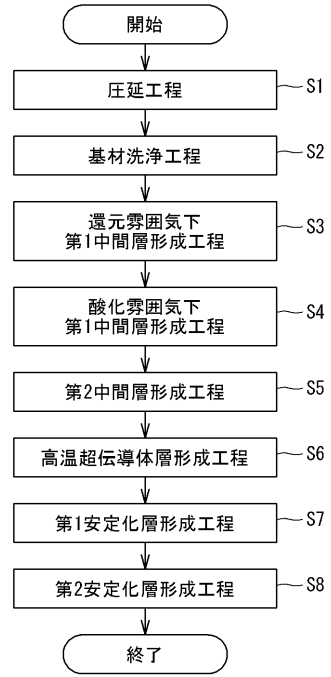 開始
圧延工程
S1
基材洗浄工程
S2
還元雰囲気下
第1中間層形成工程
S3
酸化雰囲気下
第1中間層形成工程
S4
第2中間層形成工程
S5
高温超伝導体層形成工程
S6
第1安定化層形成工程
S7
第2安定化層形成工程
S8
終了